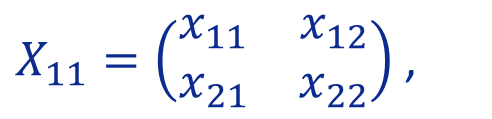 X₁₁ = (x₁₁ x₁₂
x₂₁ x₂₂),